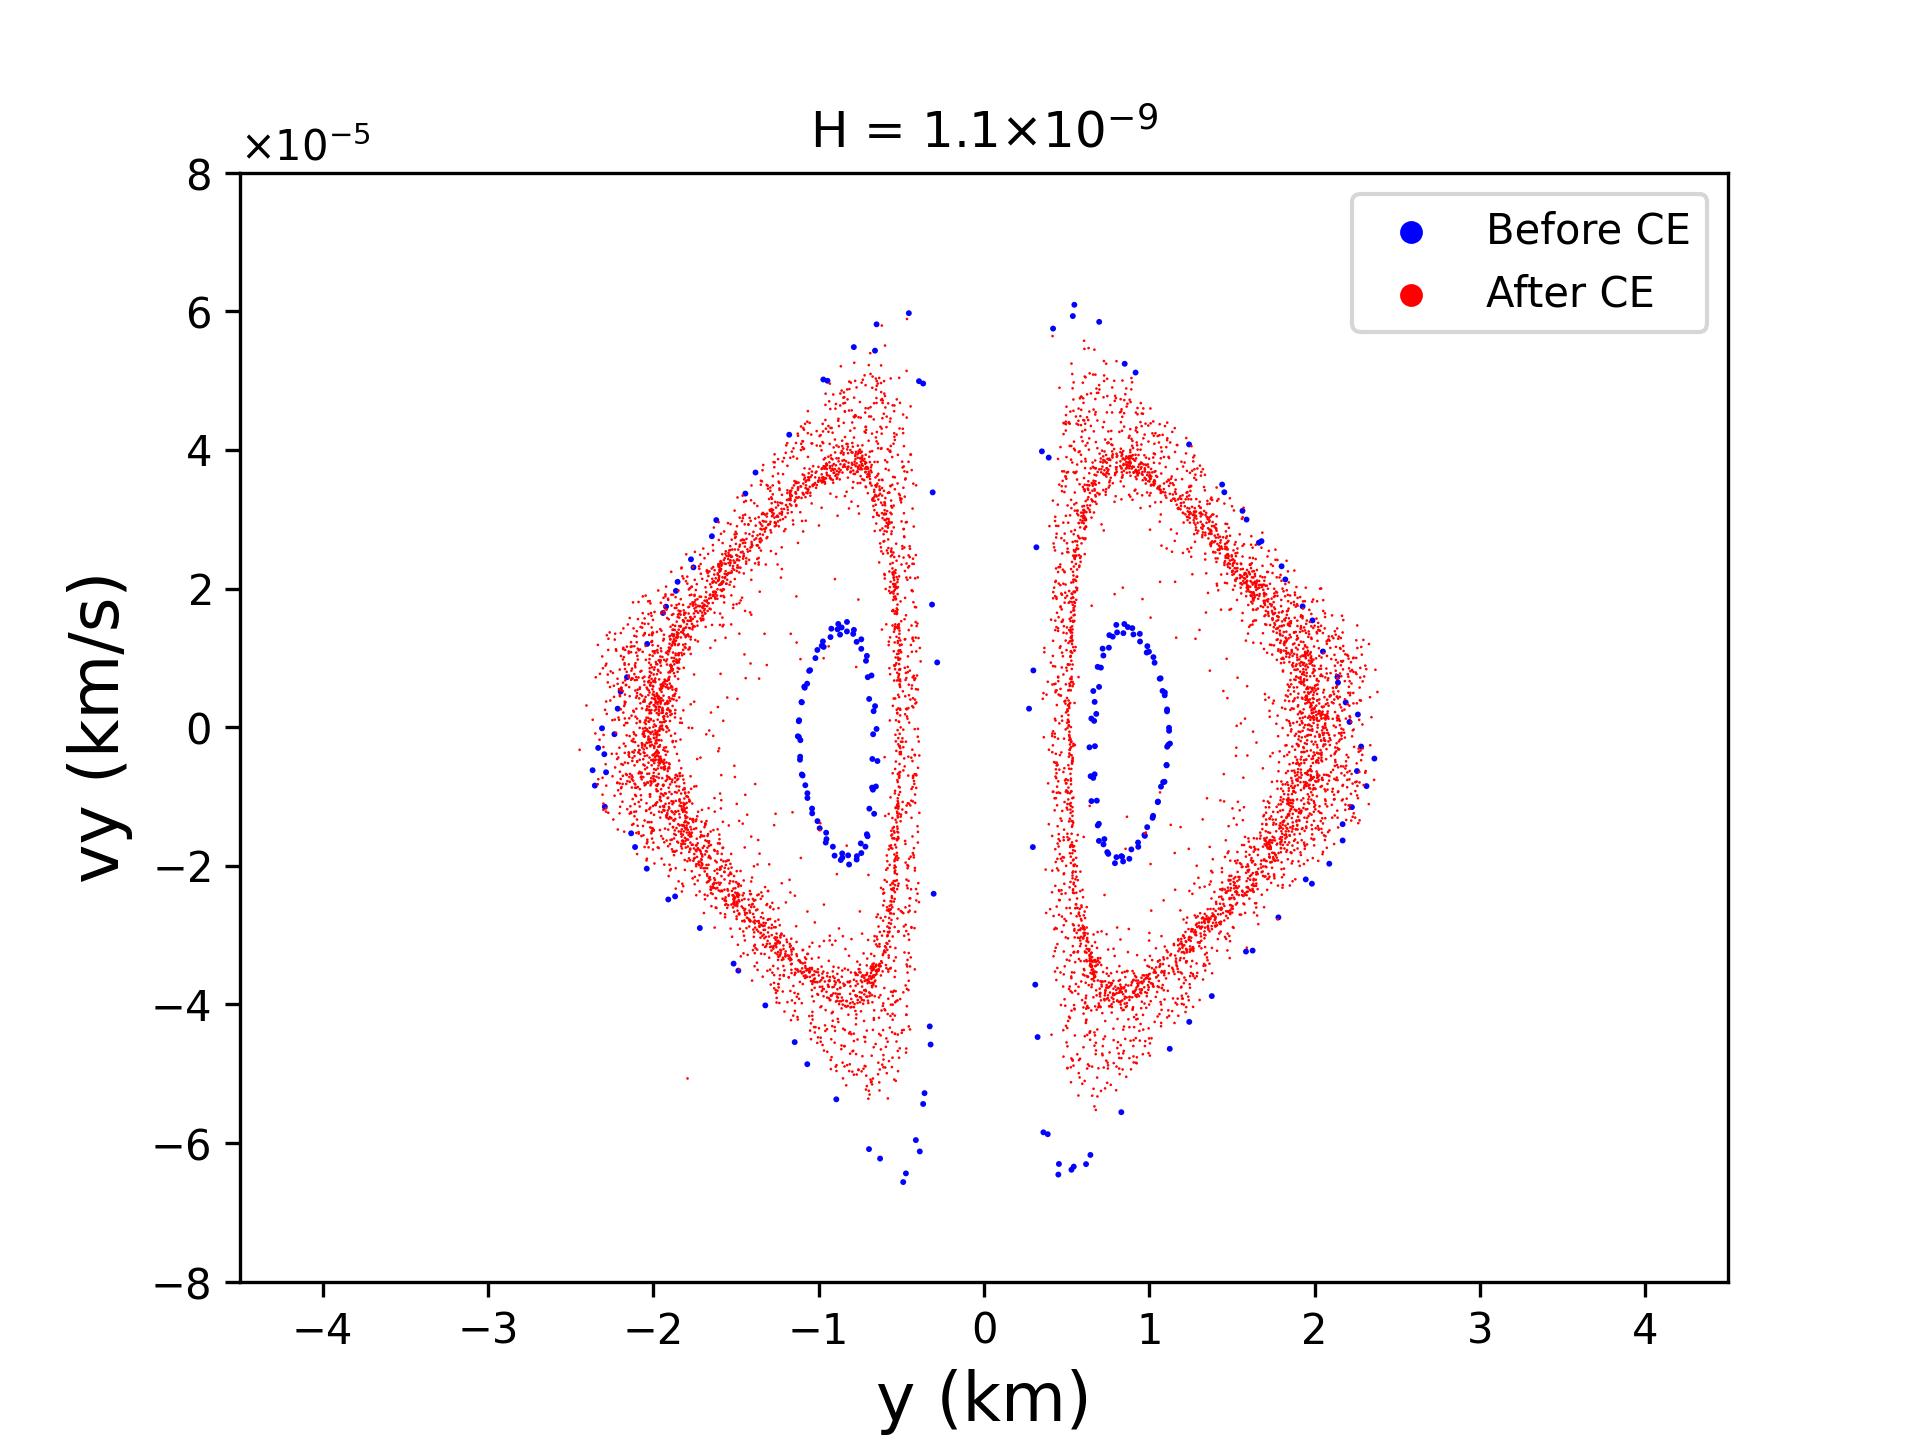 H = 1.1×10⁻⁹
×10⁻⁵
Before CE
After CE
8
6
4
2
0
−2
−4
−6
−8
vy (km/s)
−4 −3 −2 −1 0 1 2 3 4
y (km)